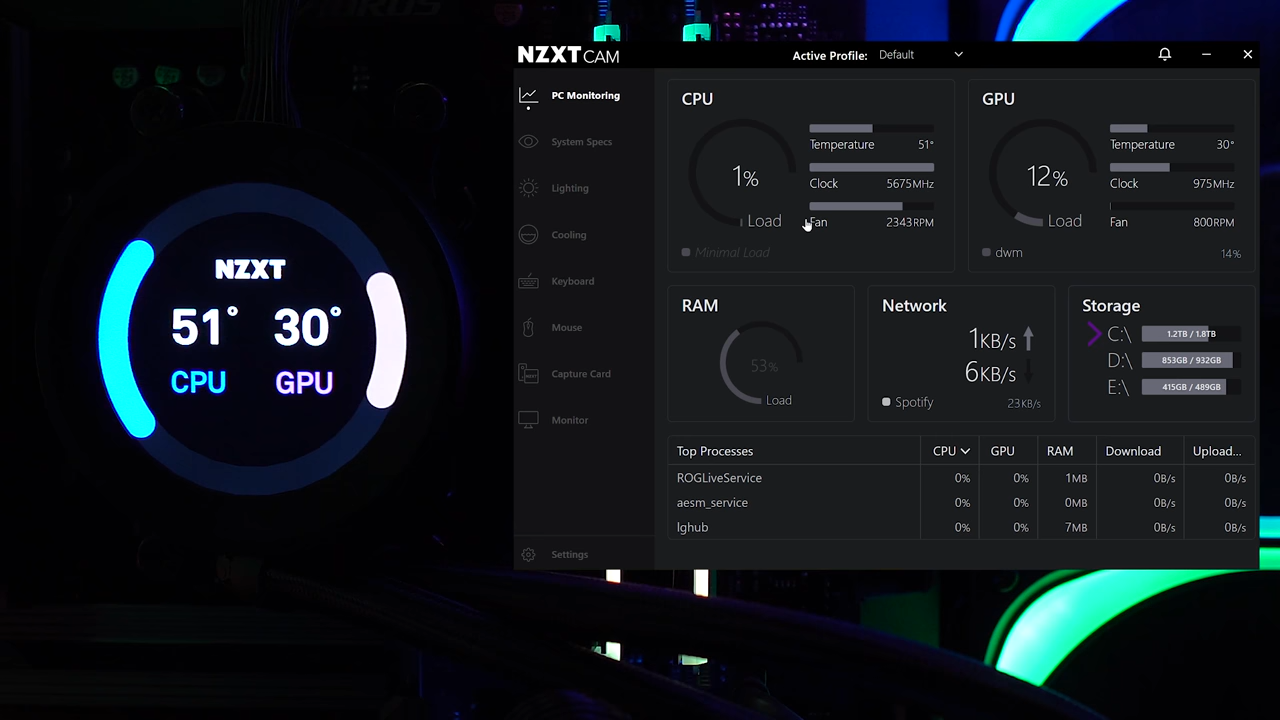 NZXT
51° 30°
CPU GPU
NZXT CAM
Active Profile: Default
PC Monitoring
System Specs
Lighting
Cooling
Keyboard
Mouse
Capture Card
Monitor
Settings
CPU
1%
Load
Temperature 51°
Clock 5675MHz
Fan 2343RPM
Minimal Load
GPU
12%
Load
Temperature 30°
Clock 975MHz
Fan 800RPM
dwm 14%
RAM
53%
Load
Network
1KB/s
6KB/s
Spotify 23KB/s
Storage
C:\ 1.2TB / 1.8TB
D:\ 853GB / 932GB
E:\ 415GB / 489GB
Top Processes CPU GPU RAM Download Upload...
ROGLiveService 0% 0% 1MB 0B/s 0B/s
aesm_service 0% 0% 0MB 0B/s 0B/s
lghub 0% 0% 7MB 0B/s 0B/s